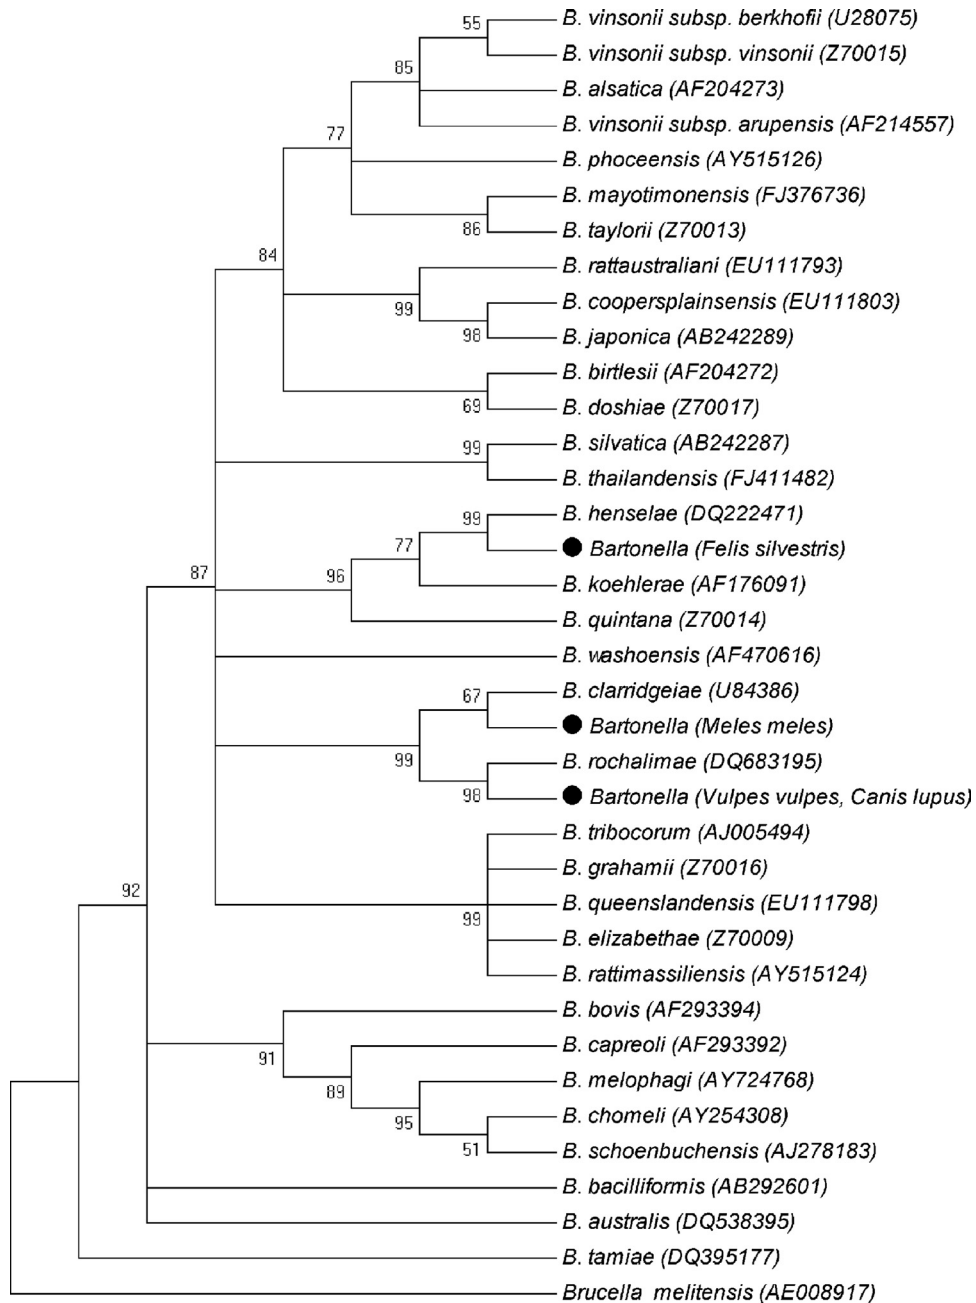 55
B. vinsonii subsp. berkhofii (U28075)
B. vinsonii subsp. vinsonii (Z70015)
85
B. alsatica (AF204273)
B. vinsonii subsp. arupensis (AF214557)
77
B. phoceensis (AY515126)
B. mayotimonensis (FJ376736)
86
B. taylorii (Z70013)
84
B. rattaustraliani (EU111793)
99
B. coopersplainsensis (EU111803)
98
B. japonica (AB242289)
B. birtlesii (AF204272)
69
B. doshiae (Z70017)
99
B. silvatica (AB242287)
B. thailandensis (FJ411482)
99
B. henselae (DQ222471)
77
Bartonella (Felis silvestris)
87
96
B. koehlerae (AF176091)
B. quintana (Z70014)
B. washoensis (AF470616)
67
B. clarridgeiae (U84386)
Bartonella (Meles meles)
99
B. rochalimae (DQ683195)
98
Bartonella (Vulpes vulpes, Canis lupus)
B. tribocorum (AJ005494)
B. grahamii (Z70016)
92
99
B. queenslandensis (EU111798)
B. elizabethae (Z70009)
B. rattimassiliensis (AY515124)
B. bovis (AF293394)
91
B. capreoli (AF293392)
89
B. melophagi (AY724768)
95
B. chomeli (AY254308)
51
B. schoenbuchensis (AJ278183)
B. bacilliformis (AB292601)
B. australis (DQ538395)
B. tamiae (DQ395177)
Brucella melitensis (AE008917)